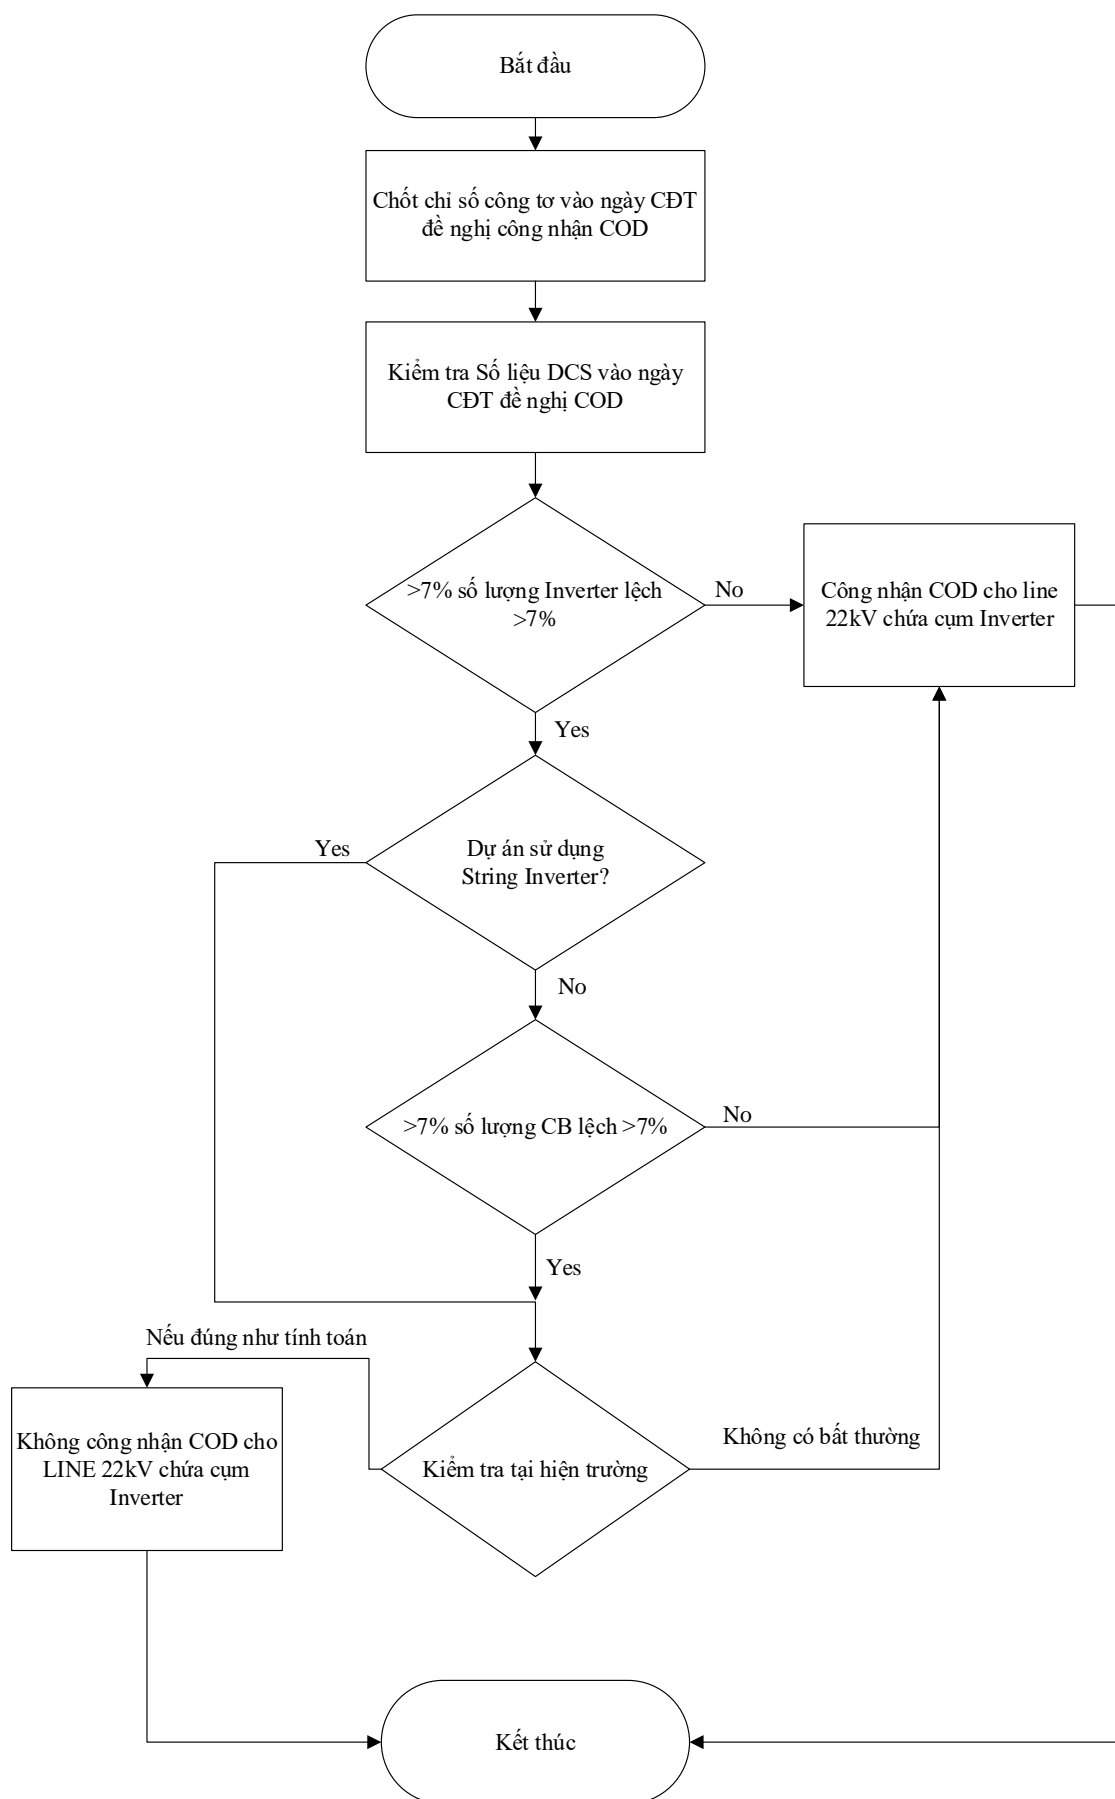 Bắt đầu
Chốt chỉ số công tơ vào ngày CĐT
đề nghị công nhận COD
Kiểm tra Số liệu DCS vào ngày
CĐT đề nghị COD
>7% số lượng Inverter lệch
>7%
No
Công nhận COD cho line
22kV chứa cụm Inverter
Yes
Yes
Dự án sử dụng
String Inverter?
No
>7% số lượng CB lệch >7%
No
Yes
Nếu đúng như tính toán
Không công nhận COD cho
LINE 22kV chứa cụm
Inverter
Kiểm tra tại hiện trường
Không có bất thường
Kết thúc